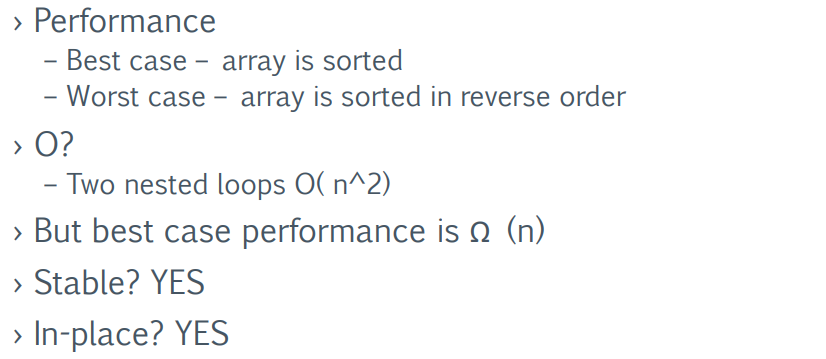 › Performance
– Best case – array is sorted
– Worst case – array is sorted in reverse order
› O?
– Two nested loops O( n^2)
› But best case performance is Ω (n)
› Stable? YES
› In-place? YES